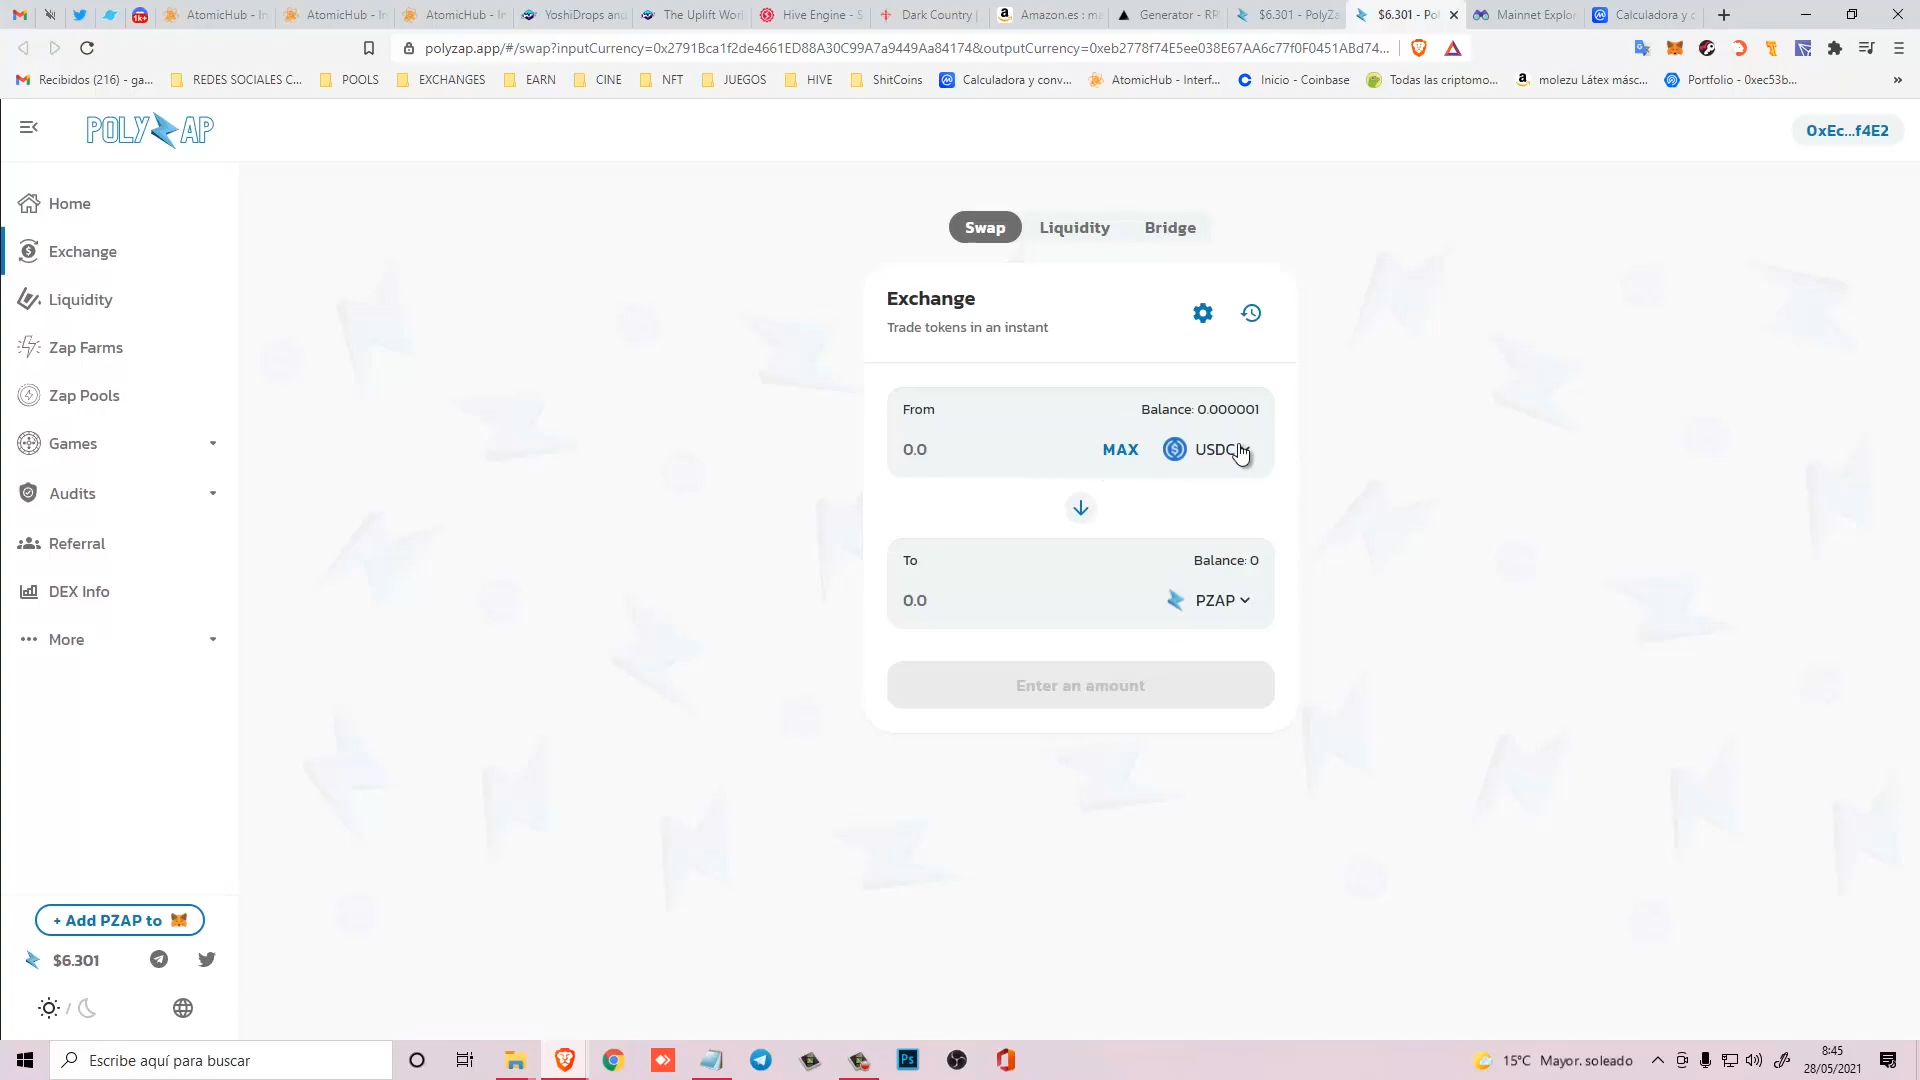 AtomicHub - In
AtomicHub - In
AtomicHub - In
YoshiDrops and
The Uplift Worl
Hive Engine - S
Dark Country |
Amazon.es : ma
Generator - RP
$6.301 - PolyZa
$6.301 - Pol
Mainnet Explor
Calculadora y c
polyzap.app/#/swap?inputCurrency=0x2791Bca1f2de4661ED88A30C99A7a9449Aa84174&outputCurrency=0xeb2778f74E5ee038E67AA6c77f0F0451ABd74...
Recibidos (216) - ga...
REDES SOCIALES C...
POOLS
EXCHANGES
EARN
CINE
NFT
JUEGOS
HIVE
ShitCoins
Calculadora y conv...
AtomicHub - Interf...
Inicio - Coinbase
Todas las criptomo...
molezu Látex másc...
Portfolio - 0xec53b...
»
POLYZAP
0xEc...f4E2
Home
Exchange
Liquidity
Zap Farms
Zap Pools
Games
Audits
Referral
DEX Info
More
+ Add PZAP to
$6.301
/
Swap
Liquidity
Bridge
Exchange
Trade tokens in an instant
From
Balance: 0.000001
0.0
MAX
USDC
To
Balance: 0
0.0
PZAP
Enter an amount
Escribe aquí para buscar
Ps
15°C Mayor. soleado
8:45
28/05/2021